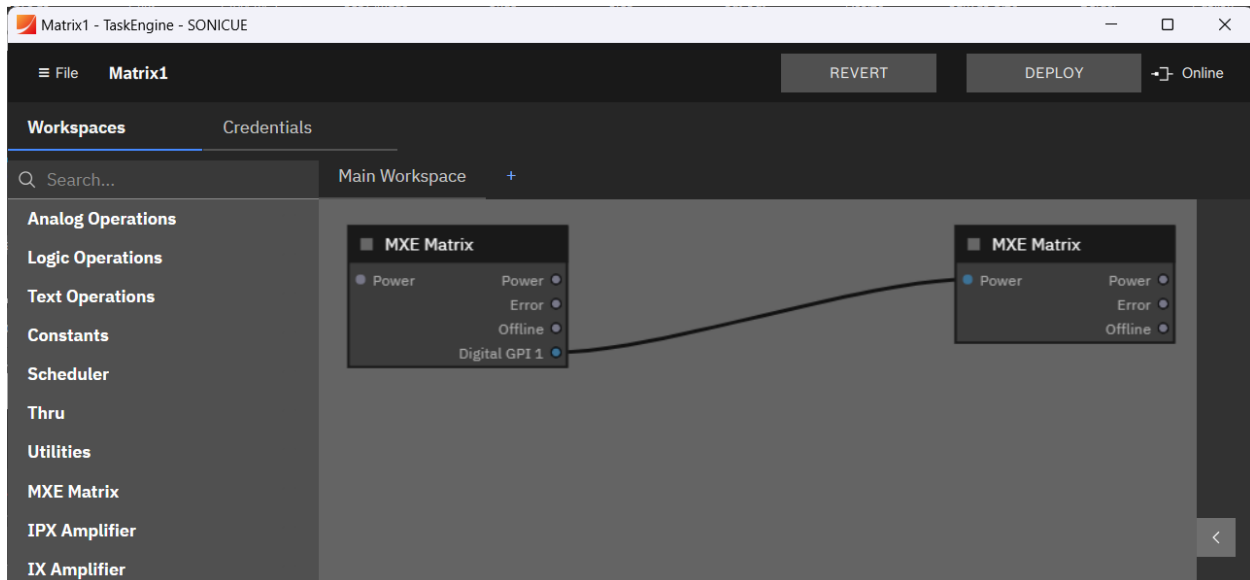 Matrix1 - TaskEngine - SONICUE
File Matrix1 REVERT DEPLOY Online
Workspaces Credentials
Search... Main Workspace +
Analog Operations
Logic Operations
Text Operations
Constants
Scheduler
Thru
Utilities
MXE Matrix
IPX Amplifier
IX Amplifier
MXE Matrix
Power Power
Error
Offline
Digital GPI 1
MXE Matrix
Power Power
Error
Offline